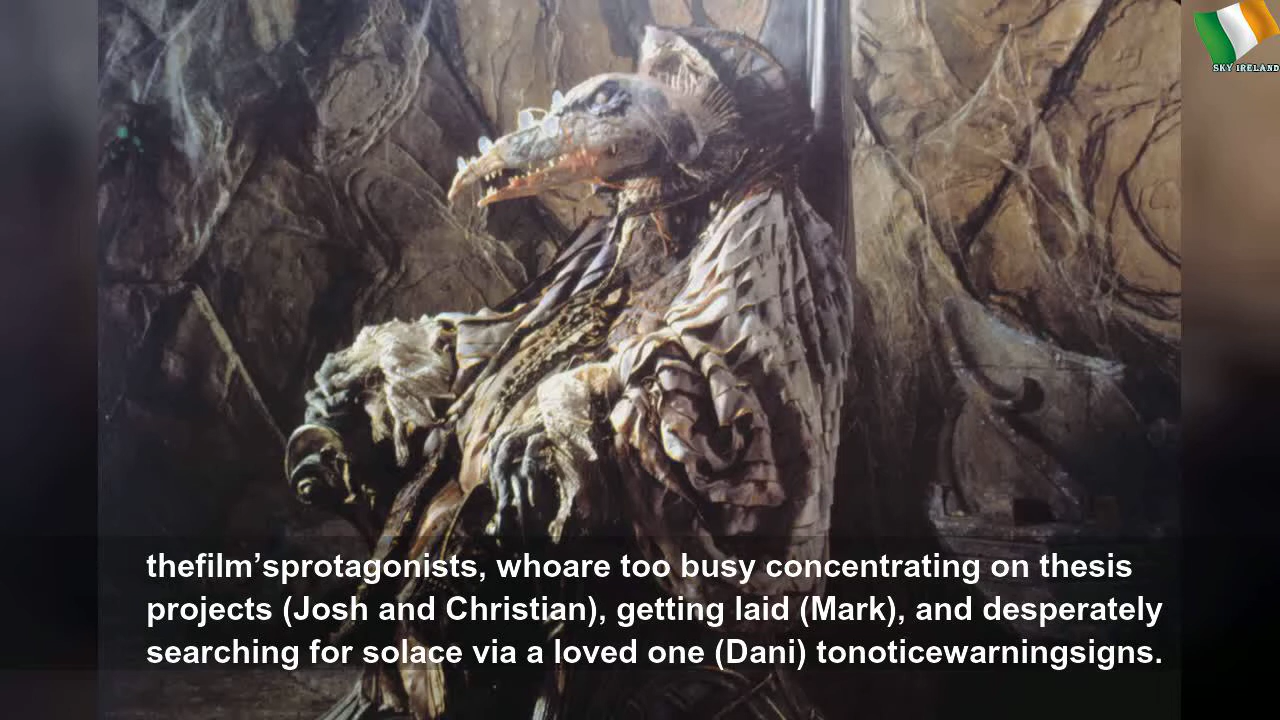 SKY IRELAND
thefilm’sprotagonists, whoare too busy concentrating on thesis
projects (Josh and Christian), getting laid (Mark), and desperately
searching for solace via a loved one (Dani) tonoticewarningsigns.